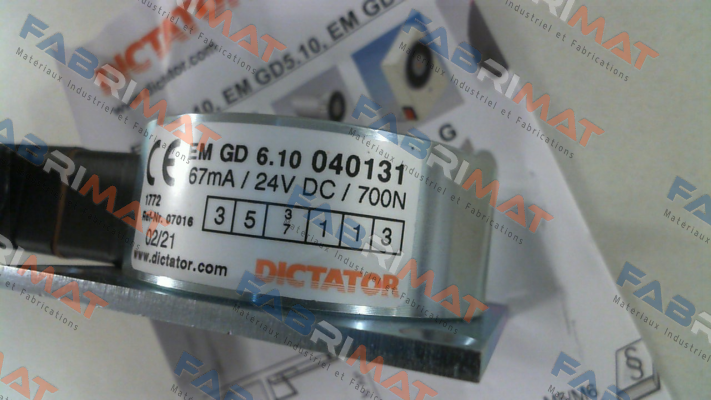 DICTATOR
www.dictator.com
.10, EM GD5.10, EM GD
G
CE
EM GD 6.10 040131
67mA / 24V DC / 700N
1772
Ref-Nr. 07016
3 5 3/7 1 1 3
02/21
www.dictator.com
DICTATOR
§
FABRIMAT
Materiaux Industriel et Fabrications